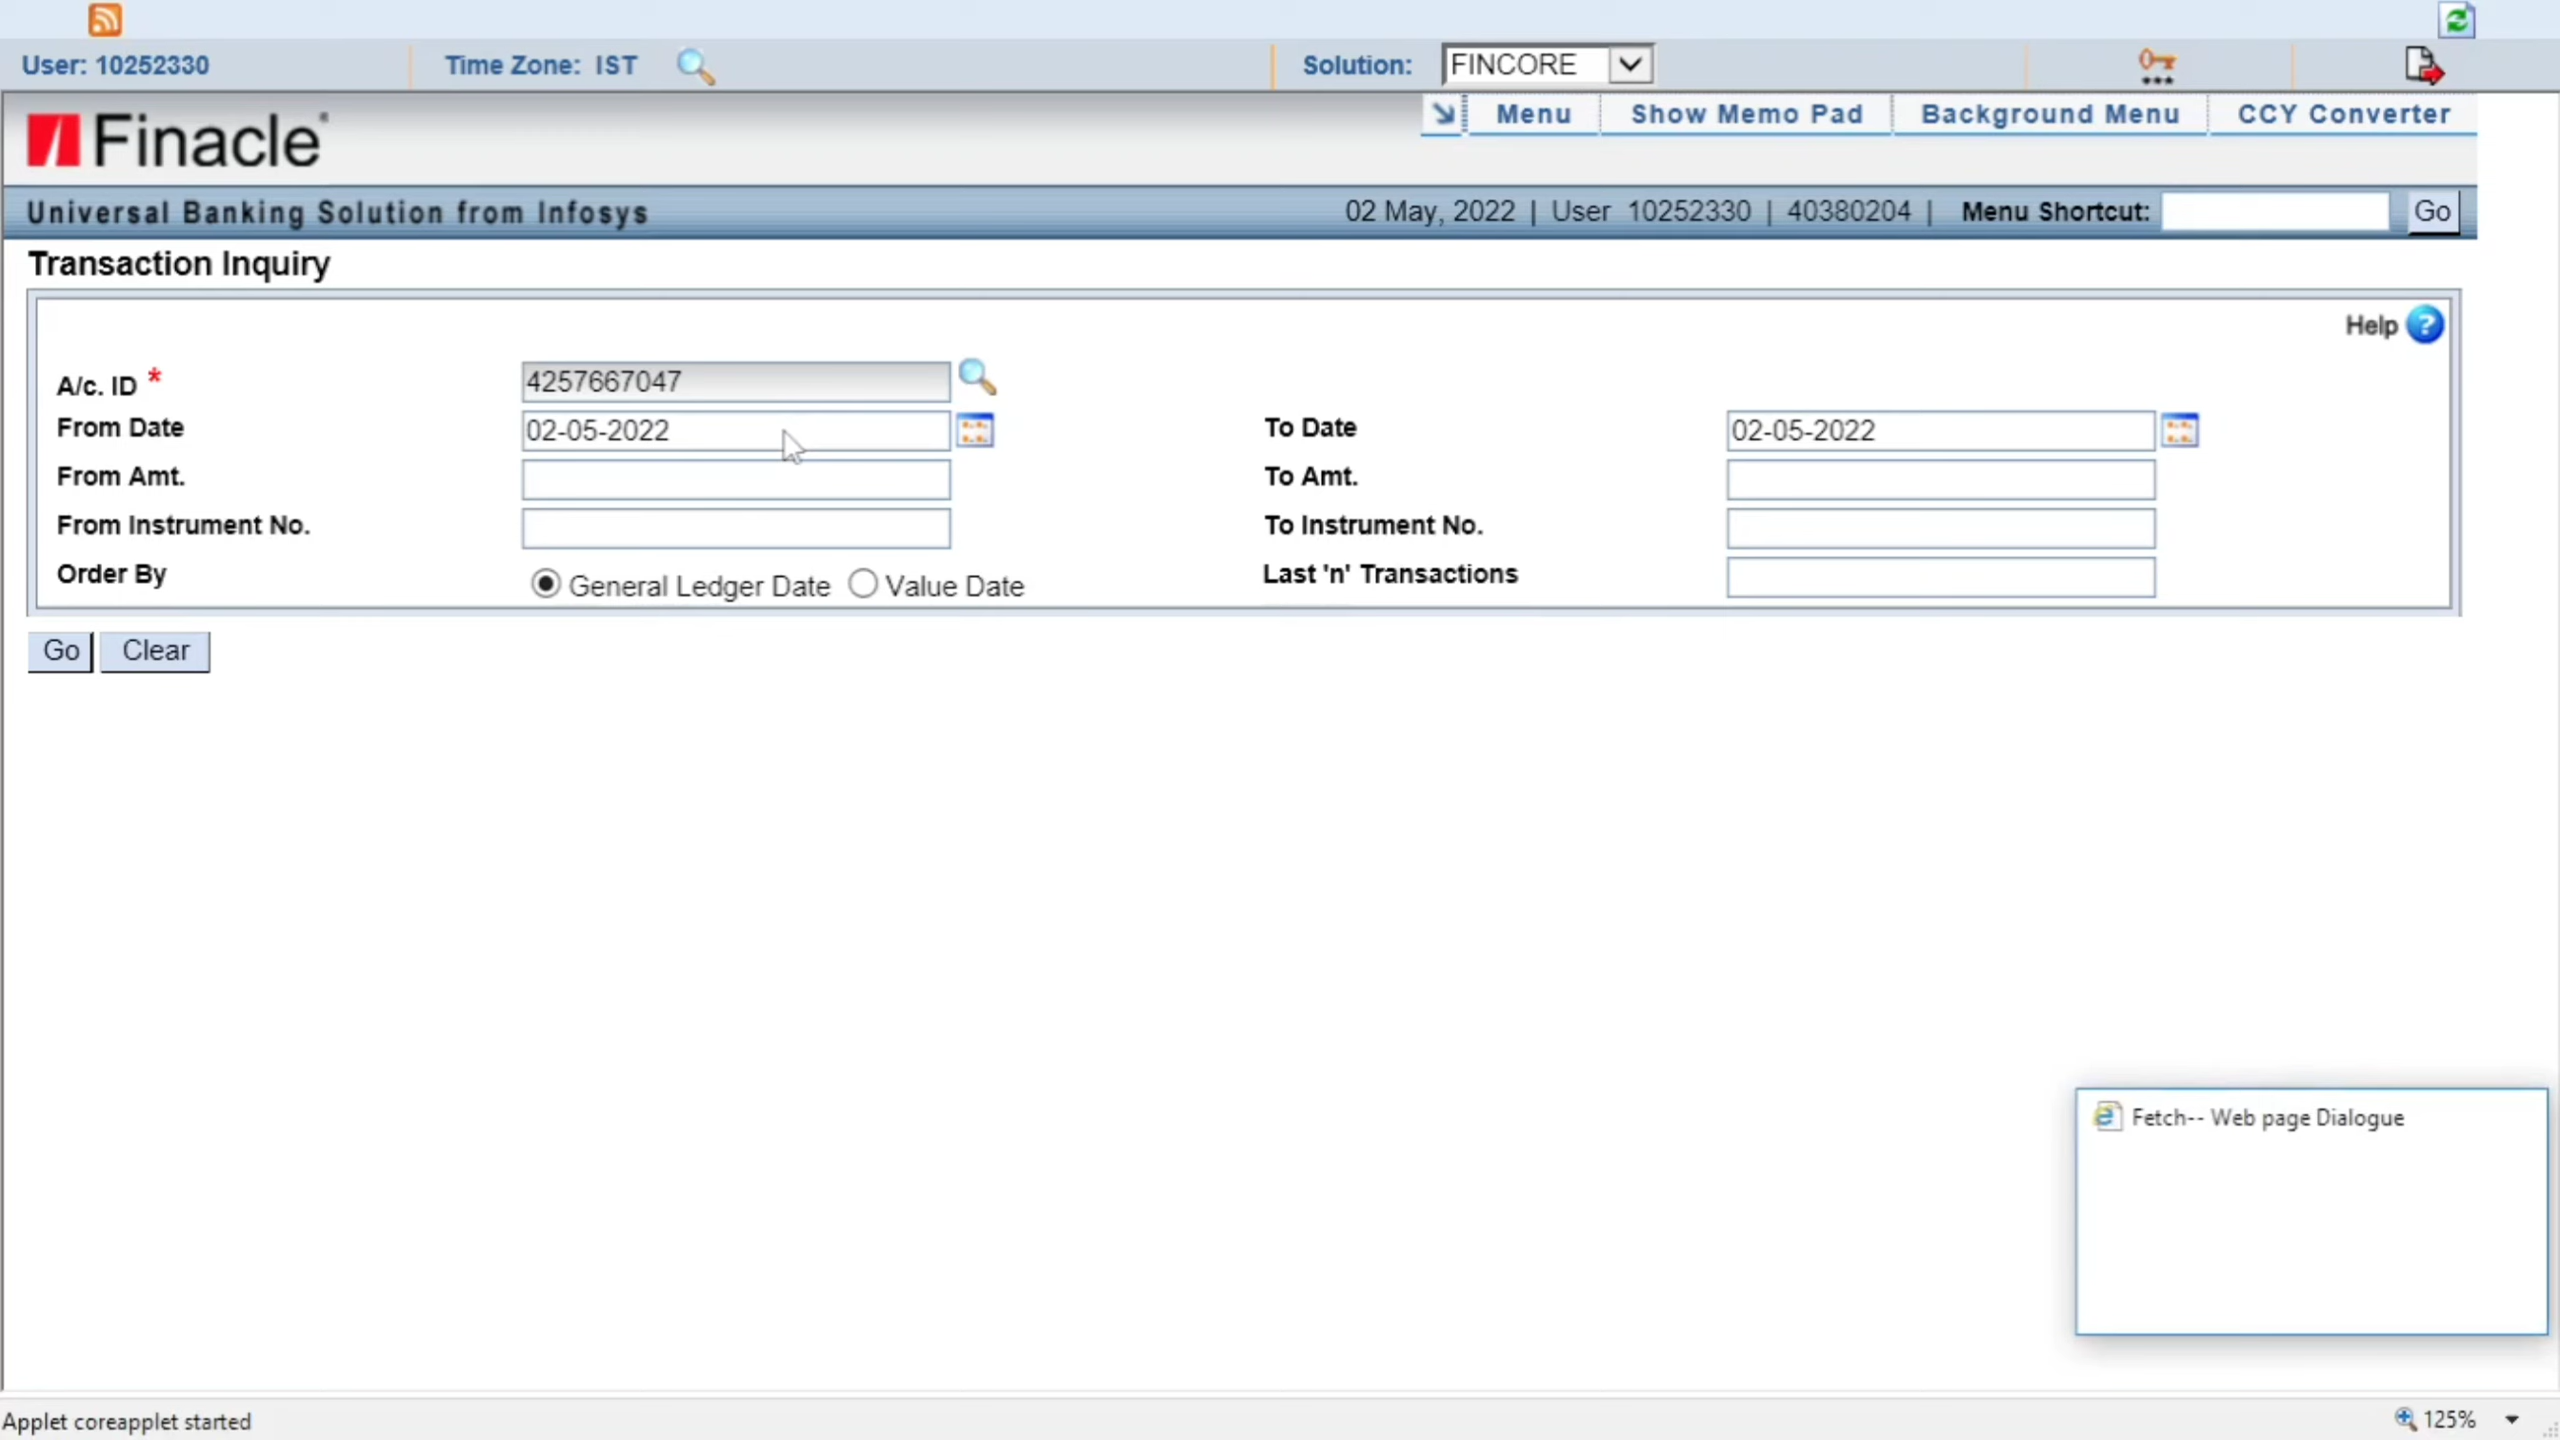 User: 10252330 Time Zone: IST Solution: FINCORE
Menu Show Memo Pad Background Menu CCY Converter
Finacle
Universal Banking Solution from Infosys 02 May, 2022 | User 10252330 | 40380204 | Menu Shortcut: Go
Transaction Inquiry
Help ?
A/c. ID * 4257667047
From Date 02-05-2022 To Date 02-05-2022
From Amt. To Amt.
From Instrument No. To Instrument No.
Order By General Ledger Date Value Date Last 'n' Transactions
Go Clear
Fetch-- Web page Dialogue
Applet coreapplet started 125%